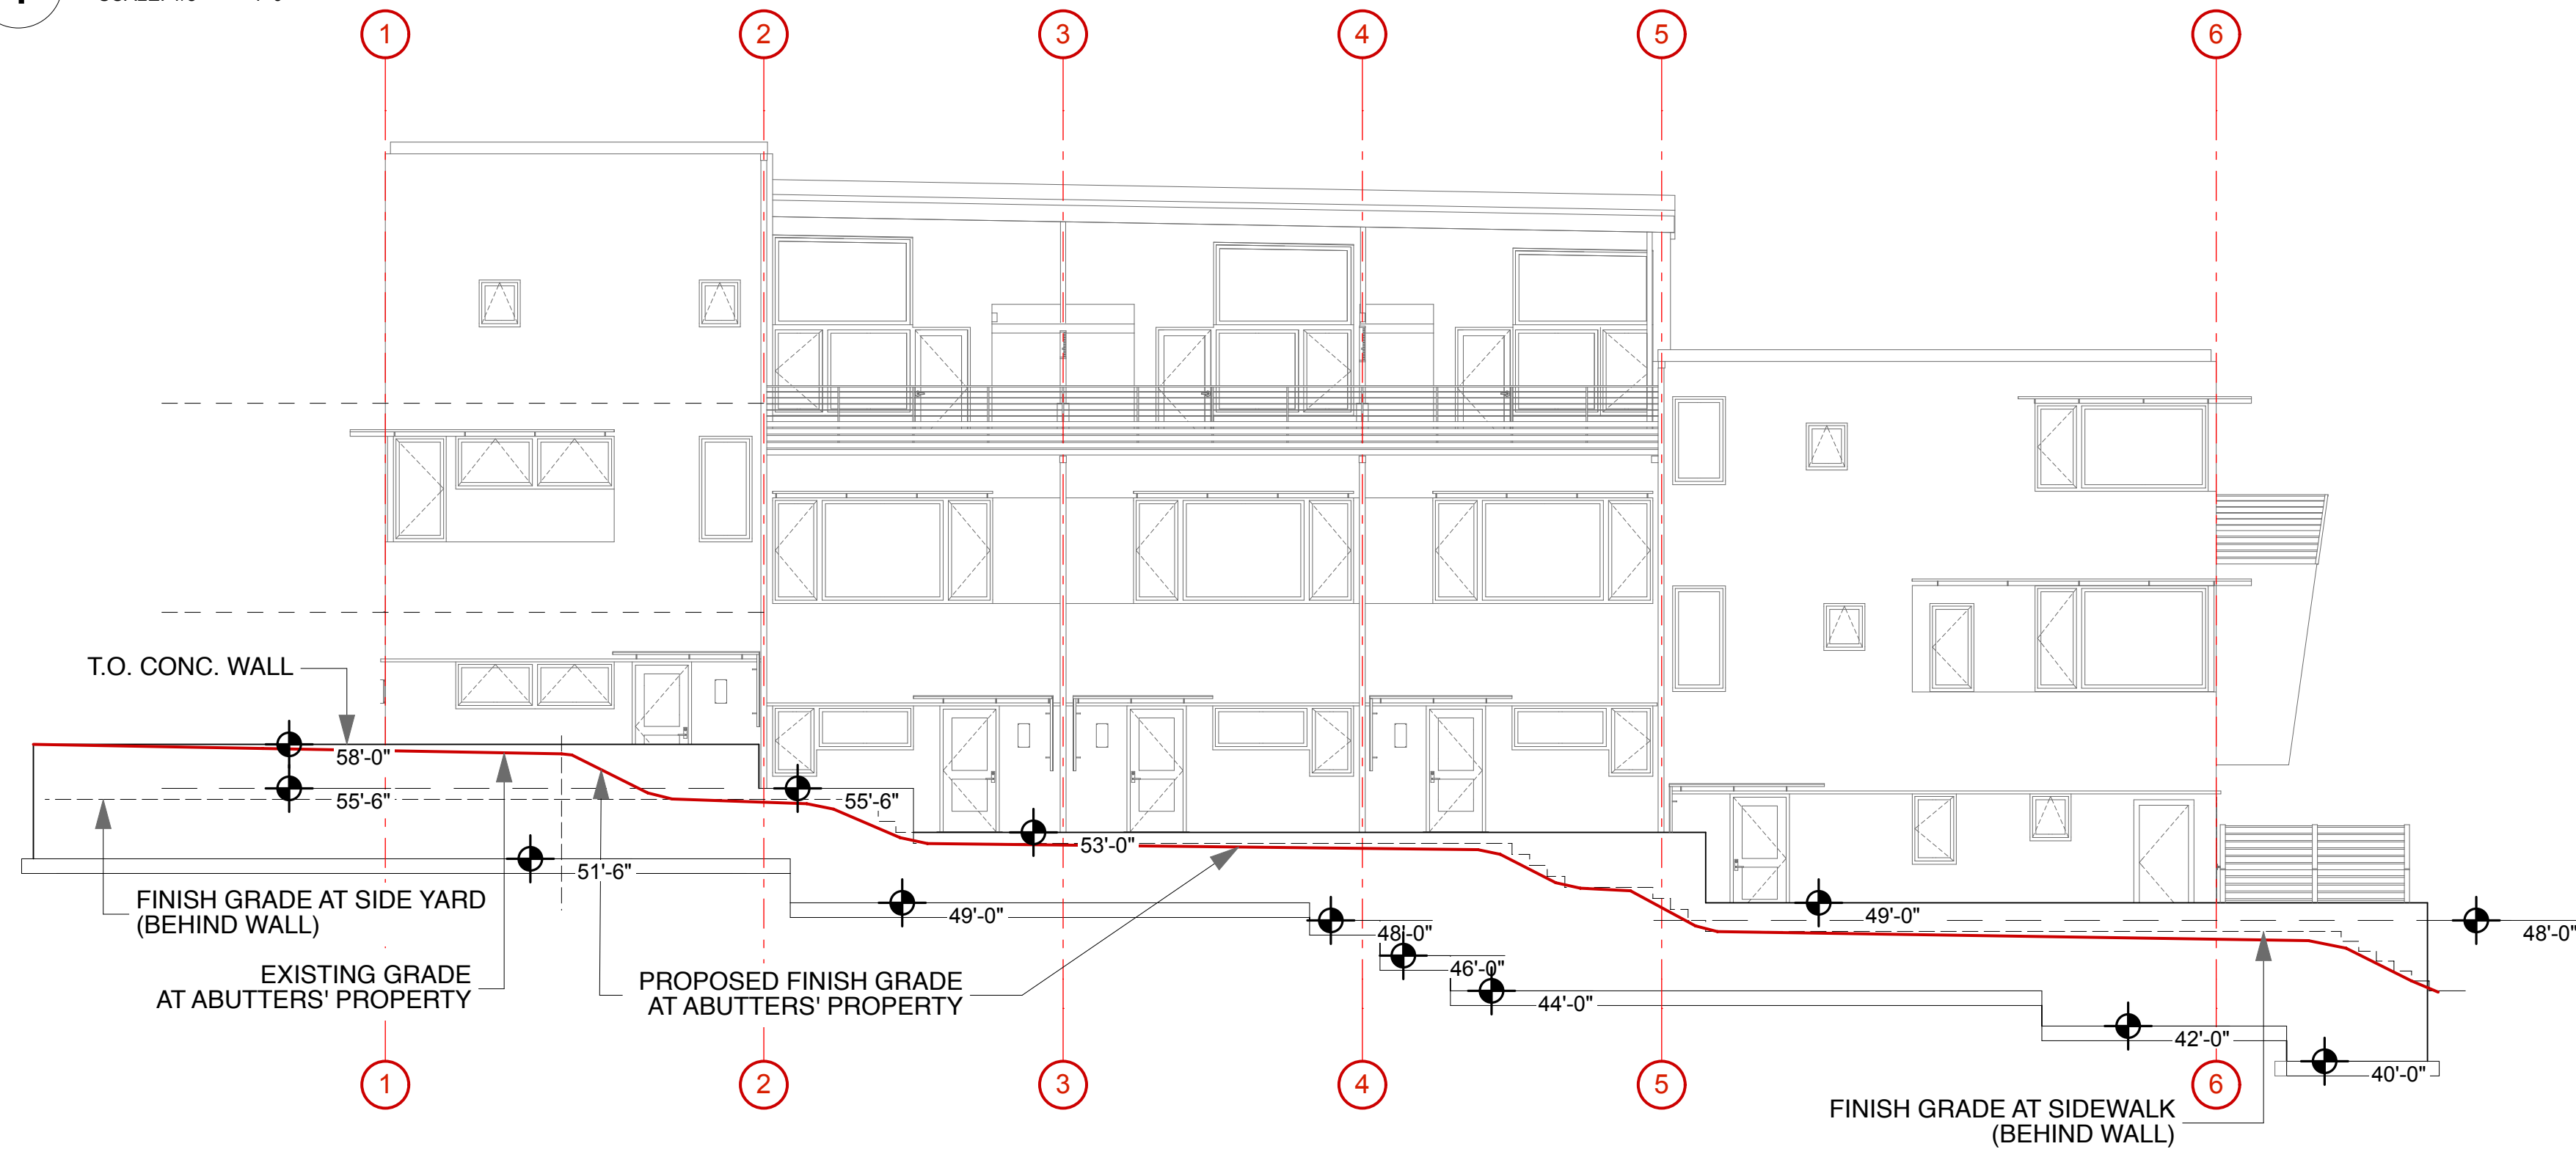 1 2 3 4 5 6
T.O. CONC. WALL
58'-0"
55'-6"
55'-6"
53'-0"
51'-6"
FINISH GRADE AT SIDE YARD
(BEHIND WALL)
49'-0"
49'-0"
48'-0"
48'-0"
EXISTING GRADE
AT ABUTTERS' PROPERTY
PROPOSED FINISH GRADE
AT ABUTTERS' PROPERTY
46'-0"
44'-0"
42'-0"
40'-0"
1 2 3 4 5 6
FINISH GRADE AT SIDEWALK
(BEHIND WALL)